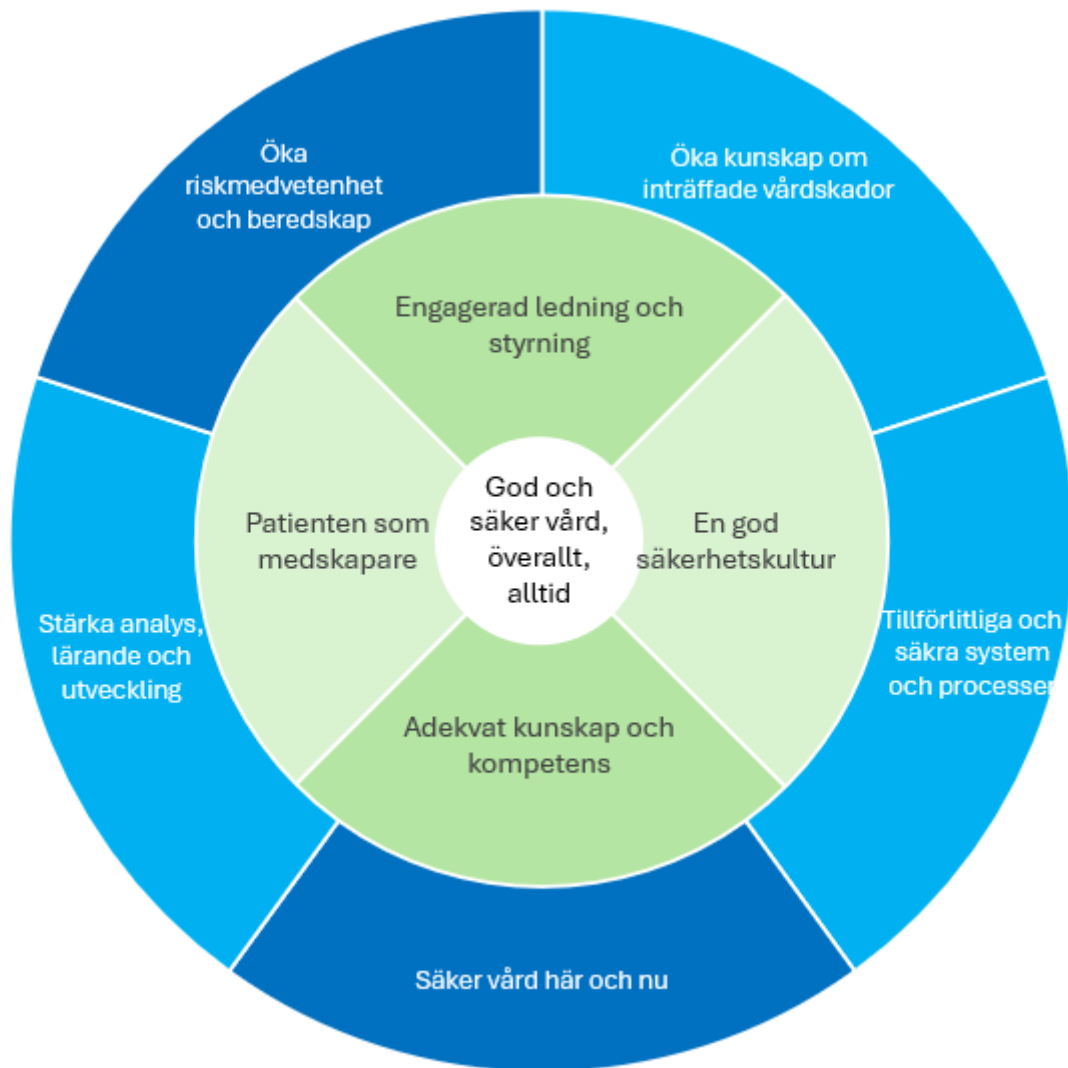 Öka
riskmedvetenhet
och beredskap
Öka kunskap om
inträffade vårdskador
Engagerad ledning och
styrning
Patienten som
medskapare
God och
säker vård,
överallt,
alltid
En god
säkerhetskultur
Stärka analys,
lärande och
utveckling
Tillförlitliga och
säkra system
och processer
Adekvat kunskap och
kompetens
Säker vård här och nu